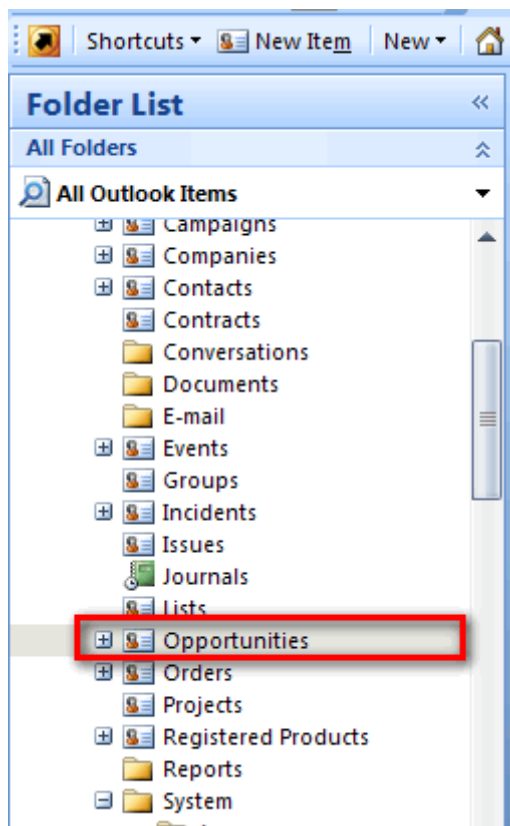 Shortcuts New Item New
Folder List
All Folders
All Outlook Items
Campaigns
Companies
Contacts
Contracts
Conversations
Documents
E-mail
Events
Groups
Incidents
Issues
Journals
Lists
Opportunities
Orders
Projects
Registered Products
Reports
System